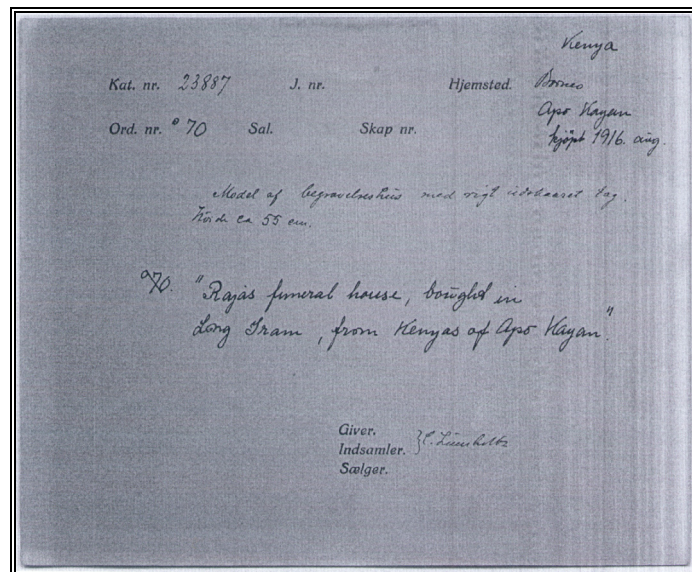 Kenya
Kat. nr. 23887 J. nr. Hjemsted. Borneo
Apo Kayan
Ord. nr. 70 Sal. Skap nr. kjøpt 1916. aug.
Model af begravelseshus med rigt udskaaret tag.
Høide ca 55 cm.
70. "Rajas funeral house, bought in
Long Iram, from Kenyas of Apo Kayan".
Giver.
Indsamler. } C. Lumholtz
Sælger.